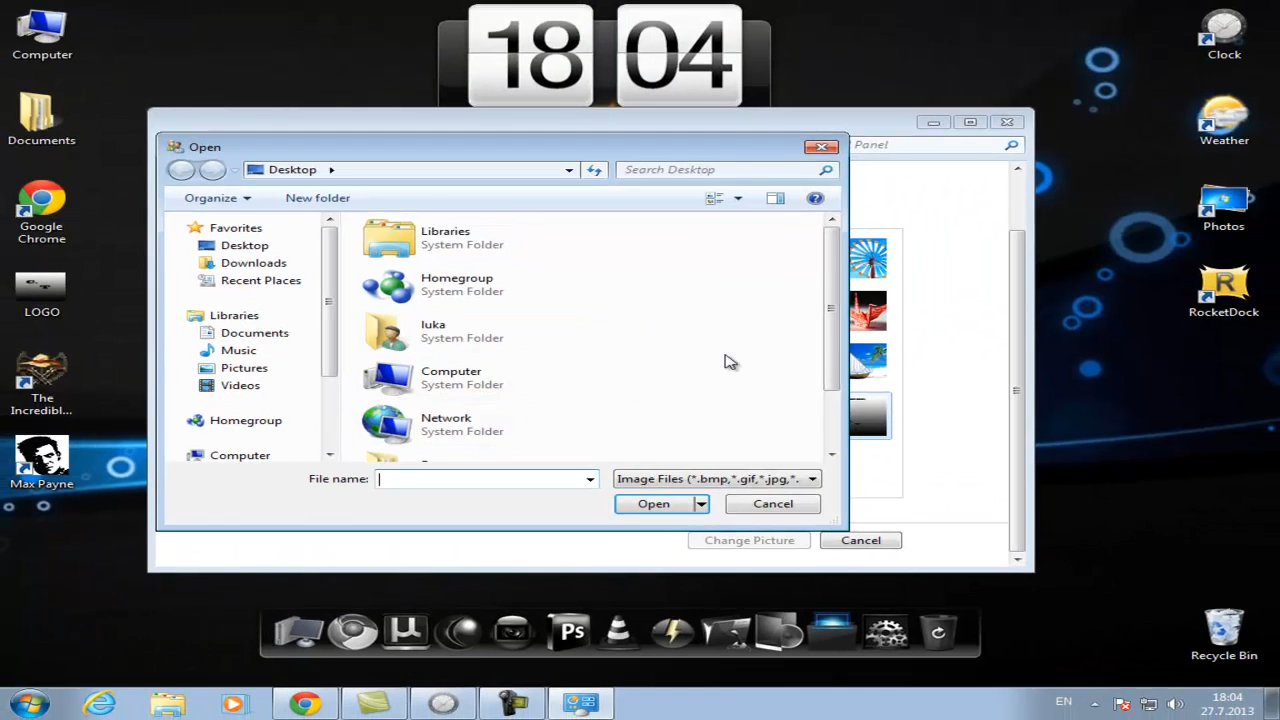 Computer
Documents
Google
Chrome
LOGO
The
Incredibl...
Max Payne
18 04
Clock
Weather
Photos
RocketDock
Recycle Bin
Panel
Open
Desktop
Search Desktop
Organize
New folder
Favorites
Desktop
Downloads
Recent Places
Libraries
Documents
Music
Pictures
Videos
Homegroup
Computer
Libraries
System Folder
Homegroup
System Folder
luka
System Folder
Computer
System Folder
Network
System Folder
File name:
Image Files (*.bmp,*.gif,*.jpg,*.
Open
Cancel
Change Picture
Cancel
Ps
EN
18:04
27.7.2013